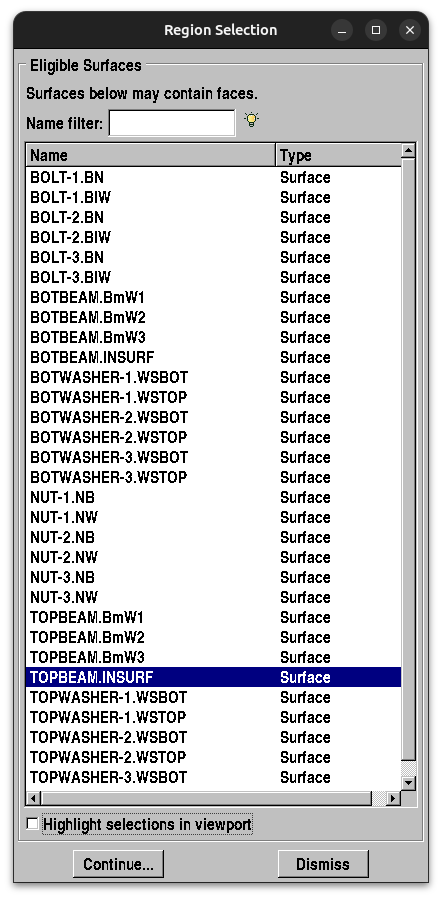 Region Selection
Eligible Surfaces
Surfaces below may contain faces.
Name filter:
Name Type
BOLT-1.BN Surface
BOLT-1.BIW Surface
BOLT-2.BN Surface
BOLT-2.BIW Surface
BOLT-3.BN Surface
BOLT-3.BIW Surface
BOTBEAM.BmW1 Surface
BOTBEAM.BmW2 Surface
BOTBEAM.BmW3 Surface
BOTBEAM.INSURF Surface
BOTWASHER-1.WSBOT Surface
BOTWASHER-1.WSTOP Surface
BOTWASHER-2.WSBOT Surface
BOTWASHER-2.WSTOP Surface
BOTWASHER-3.WSBOT Surface
BOTWASHER-3.WSTOP Surface
NUT-1.NB Surface
NUT-1.NW Surface
NUT-2.NB Surface
NUT-2.NW Surface
NUT-3.NB Surface
NUT-3.NW Surface
TOPBEAM.BmW1 Surface
TOPBEAM.BmW2 Surface
TOPBEAM.BmW3 Surface
TOPBEAM.INSURF Surface
TOPWASHER-1.WSBOT Surface
TOPWASHER-1.WSTOP Surface
TOPWASHER-2.WSBOT Surface
TOPWASHER-2.WSTOP Surface
TOPWASHER-3.WSBOT Surface
Highlight selections in viewport
Continue... Dismiss